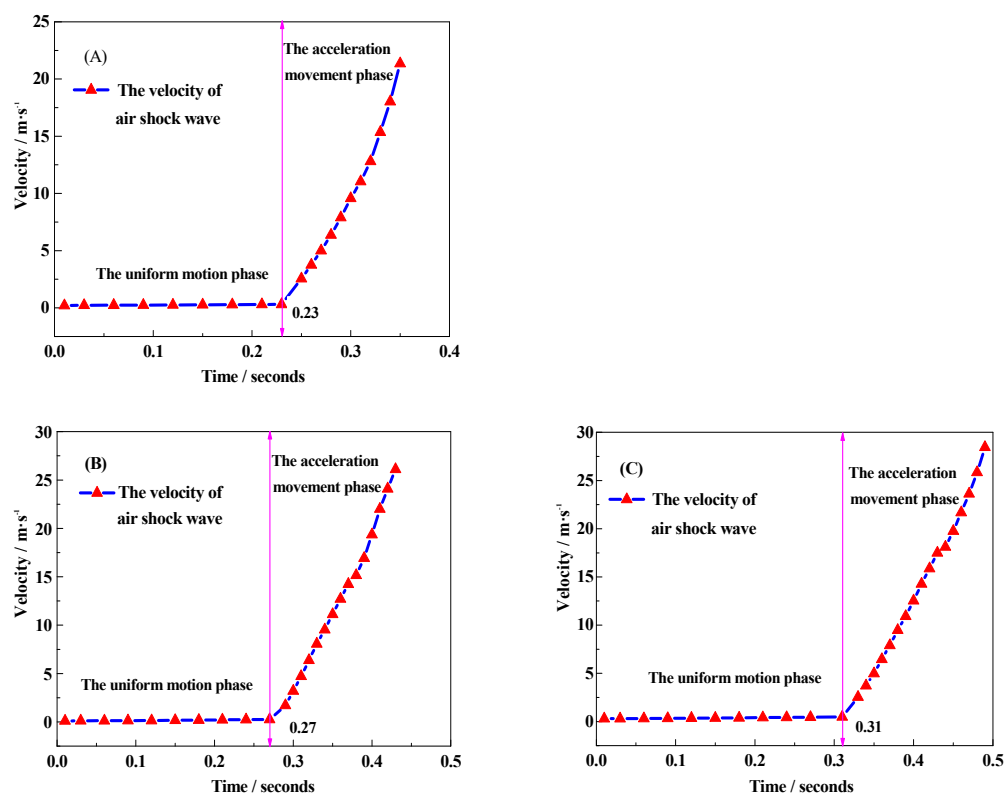 (A)
The acceleration
movement phase
The velocity of
air shock wave
The uniform motion phase
0.23
Velocity / m·s⁻¹
25
20
15
10
5
0
0.0 0.1 0.2 0.3 0.4
Time / seconds
(B)
The acceleration
movement phase
The velocity of
air shock wave
The uniform motion phase
0.27
Velocity / m·s⁻¹
30
25
20
15
10
5
0
0.0 0.1 0.2 0.3 0.4 0.5
Time / seconds
(C)
The acceleration
movement phase
The velocity of
air shock wave
The uniform motion phase
0.31
Velocity / m·s⁻¹
30
25
20
15
10
5
0
0.0 0.1 0.2 0.3 0.4 0.5
Time / seconds